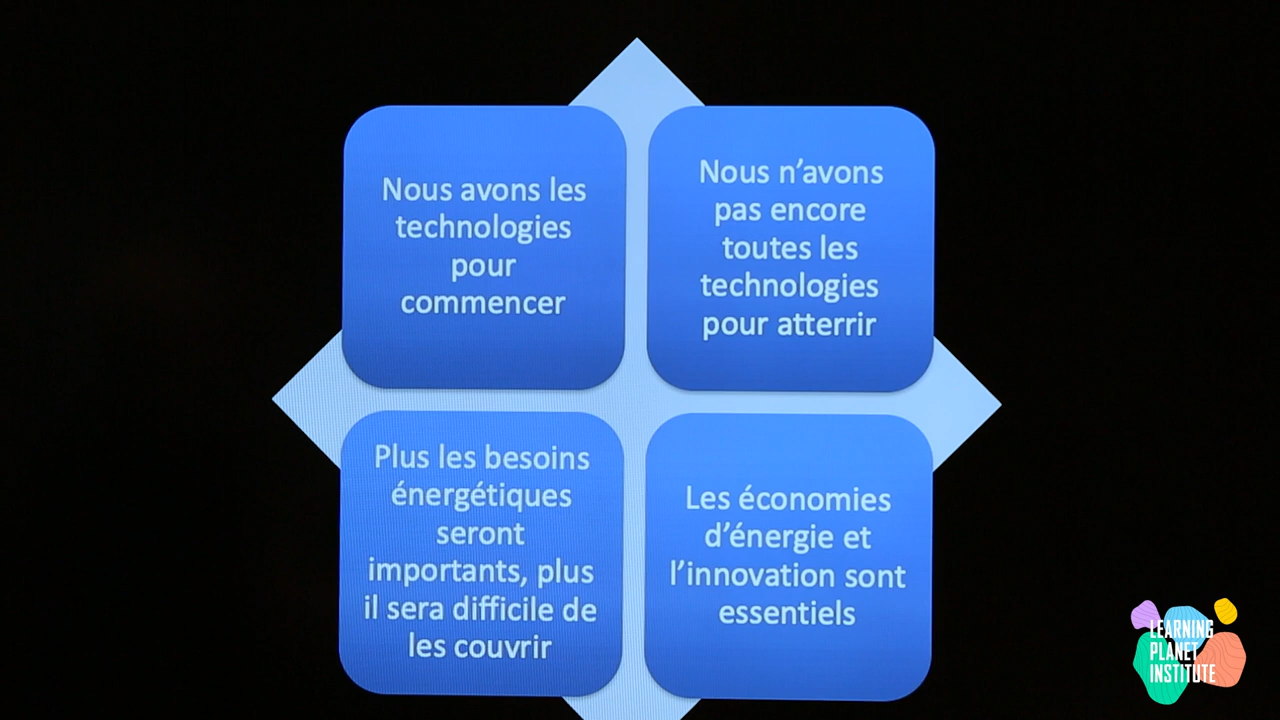 Nous avons les
technologies
pour
commencer
Nous n’avons
pas encore
toutes les
technologies
pour atterrir
Plus les besoins
énergétiques
seront
importants, plus
il sera difficile de
les couvrir
Les économies
d’énergie et
l’innovation sont
essentiels
LEARNING
PLANET
INSTITUTE